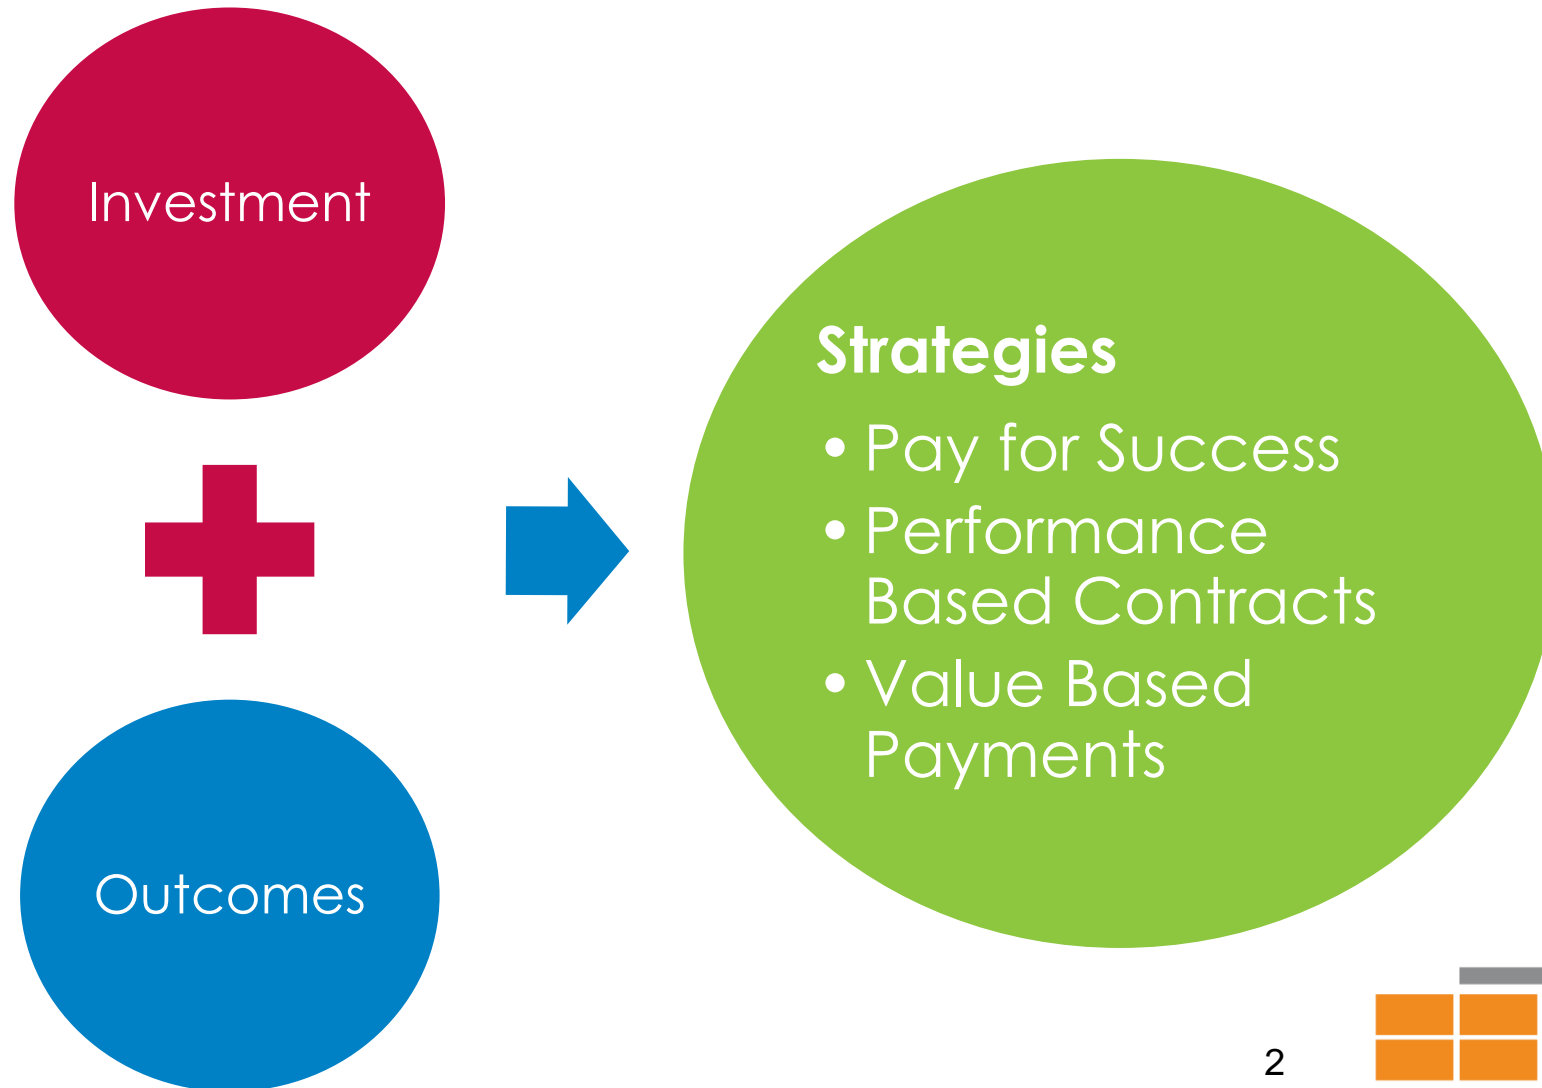 Investment
Outcomes
Strategies
• Pay for Success
• Performance
Based Contracts
• Value Based
Payments
2